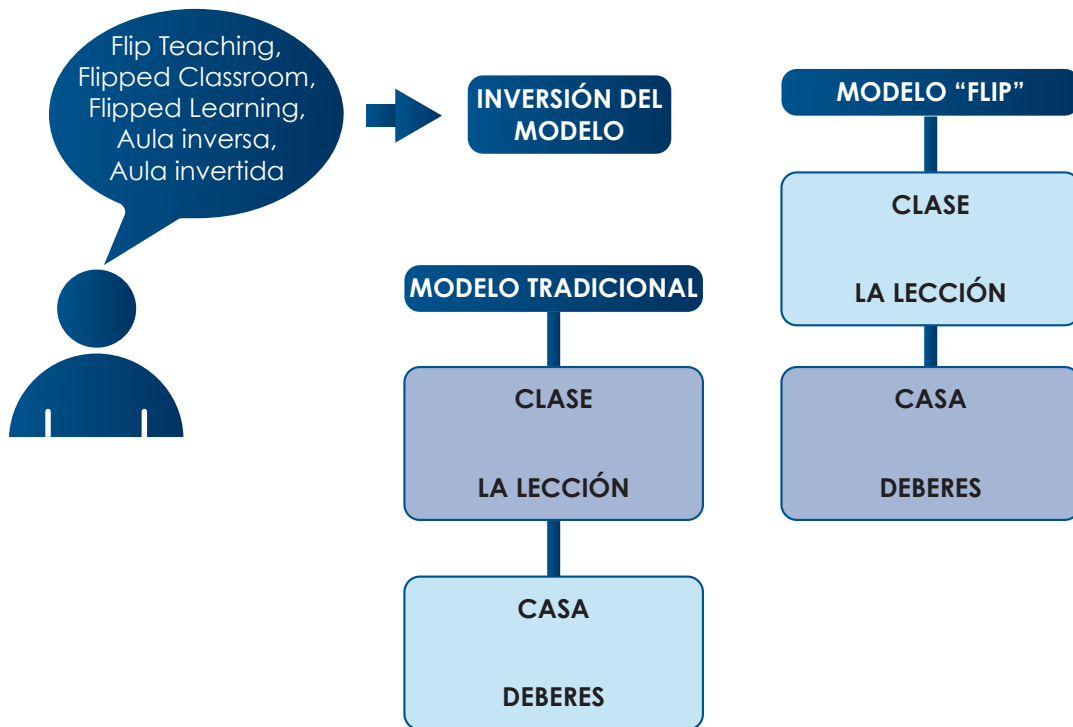 Flip Teaching,
Flipped Classroom,
Flipped Learning,
Aula inversa,
Aula invertida
INVERSIÓN DEL
MODELO
MODELO TRADICIONAL
CLASE
LA LECCIÓN
CASA
DEBERES
MODELO “FLIP”
CLASE
LA LECCIÓN
CASA
DEBERES